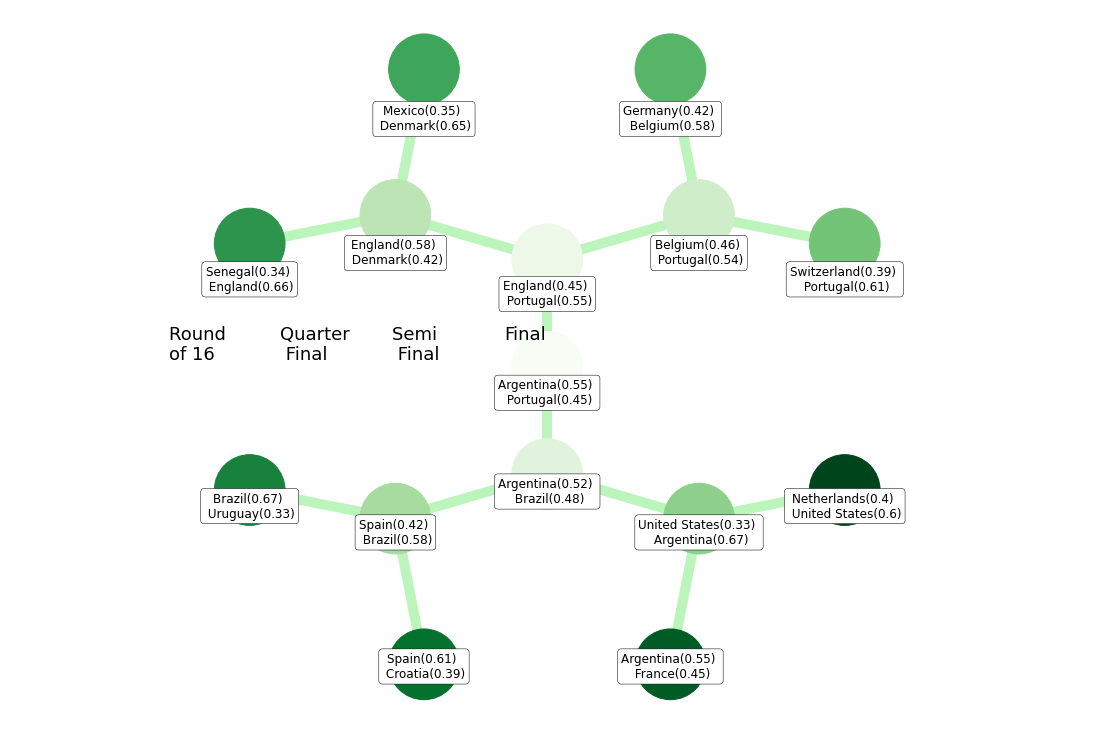 Mexico(0.35)
Denmark(0.65)
Germany(0.42)
Belgium(0.58)
England(0.58)
Denmark(0.42)
Belgium(0.46)
Portugal(0.54)
Senegal(0.34)
England(0.66)
England(0.45)
Portugal(0.55)
Switzerland(0.39)
Portugal(0.61)
Round
of 16
Quarter
Final
Semi
Final
Final
Argentina(0.55)
Portugal(0.45)
Brazil(0.67)
Uruguay(0.33)
Argentina(0.52)
Brazil(0.48)
Netherlands(0.4)
United States(0.6)
Spain(0.42)
Brazil(0.58)
United States(0.33)
Argentina(0.67)
Spain(0.61)
Croatia(0.39)
Argentina(0.55)
France(0.45)